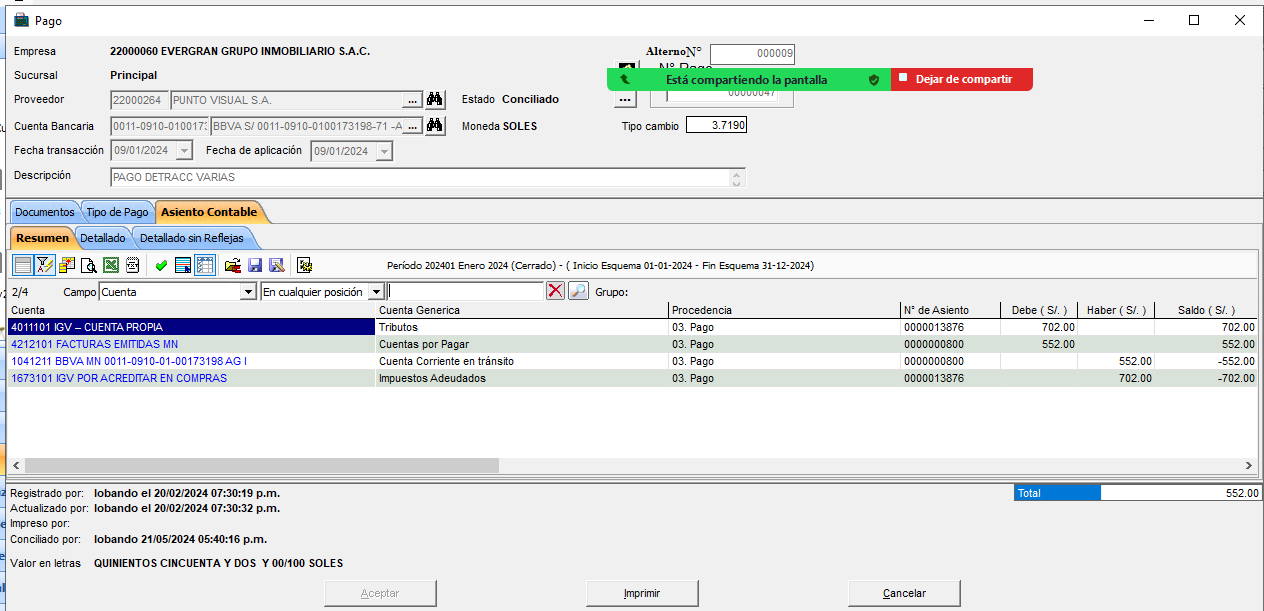 Pago
Empresa 22000060 EVERGRAN GRUPO INMOBILIARIO S.A.C. AlternoN° 000009
Sucursal Principal N° Pago
Está compartiendo la pantalla Dejar de compartir
Proveedor 22000264 PUNTO VISUAL S.A. ... Estado Conciliado ... 00000047
Cuenta Bancaria 0011-0910-0100173 BBVA S/ 0011-0910-0100173198-71 -A ... Moneda SOLES Tipo cambio 3.7190
Fecha transacción 09/01/2024 Fecha de aplicación 09/01/2024
Descripción PAGO DETRACC VARIAS
Documentos Tipo de Pago Asiento Contable
Resumen Detallado Detallado sin Reflejas
Período 202401 Enero 2024 (Cerrado) - ( Inicio Esquema 01-01-2024 - Fin Esquema 31-12-2024)
2/4 Campo Cuenta En cualquier posición Grupo:
Cuenta Cuenta Generica Procedencia N° de Asiento Debe ( S/. ) Haber ( S/. ) Saldo ( S/. )
4011101 IGV – CUENTA PROPIA Tributos 03. Pago 0000013876 702.00 702.00
4212101 FACTURAS EMITIDAS MN Cuentas por Pagar 03. Pago 0000000800 552.00 552.00
1041211 BBVA MN 0011-0910-01-00173198 AG I Cuenta Corriente en tránsito 03. Pago 0000000800 552.00 -552.00
1673101 IGV POR ACREDITAR EN COMPRAS Impuestos Adeudados 03. Pago 0000013876 702.00 -702.00
Registrado por: lobando el 20/02/2024 07:30:19 p.m. Total 552.00
Actualizado por: lobando el 20/02/2024 07:30:32 p.m.
Impreso por:
Conciliado por: lobando 21/05/2024 05:40:16 p.m.
Valor en letras QUINIENTOS CINCUENTA Y DOS Y 00/100 SOLES
Aceptar Imprimir Cancelar